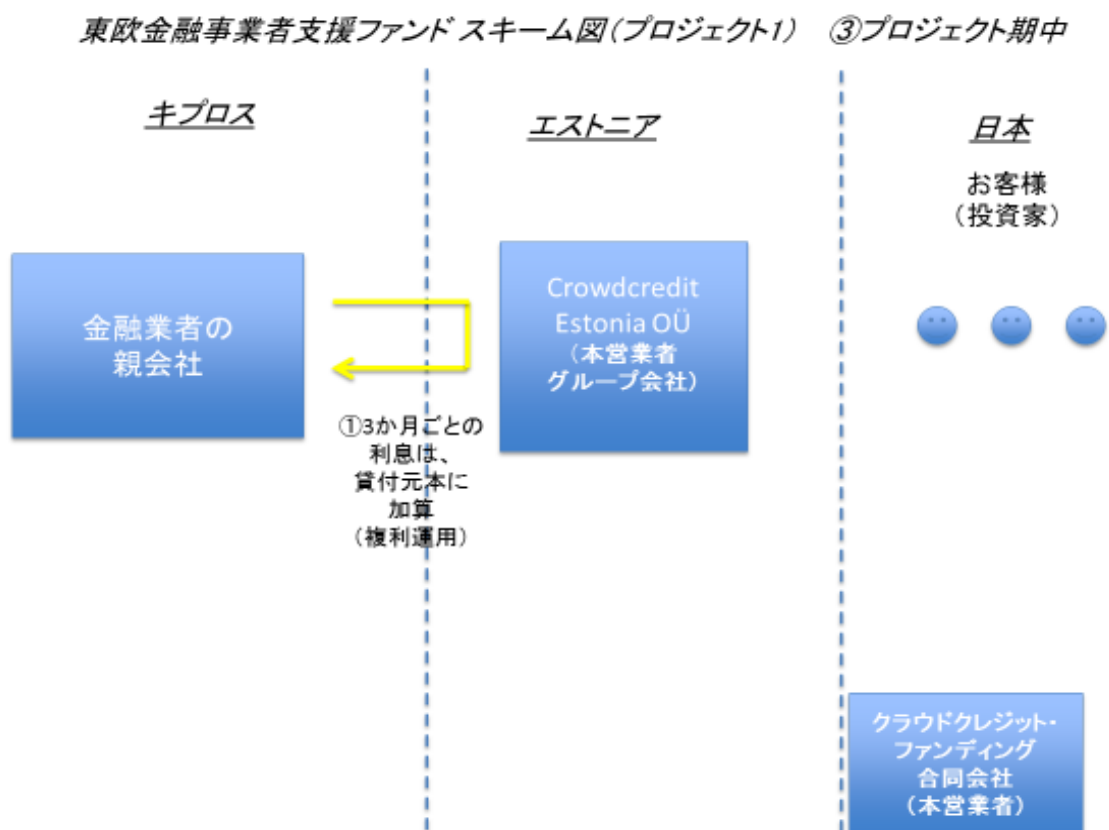 東欧金融事業者支援ファンド スキーム図(プロジェクト1)　③プロジェクト期中
キプロス
エストニア
日本
お客様
(投資家)
金融業者の
親会社
Crowdcredit
Estonia OÜ
(本営業者
グループ会社)
①3か月ごとの
利息は、
貸付元本に
加算
(複利運用)
クラウドクレジット・
ファンディング
合同会社
(本営業者)